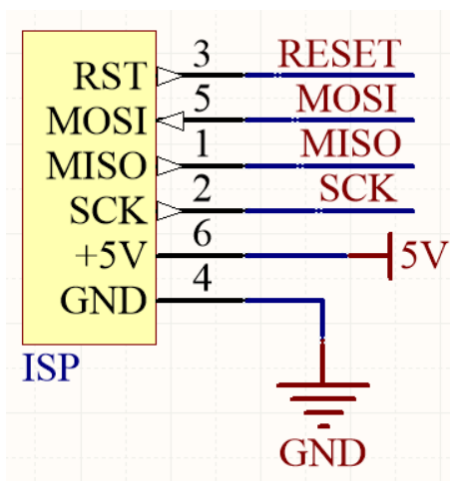 RST 3 RESET
MOSI 5 MOSI
MISO 1 MISO
SCK 2 SCK
+5V 6 5V
GND 4
ISP
GND